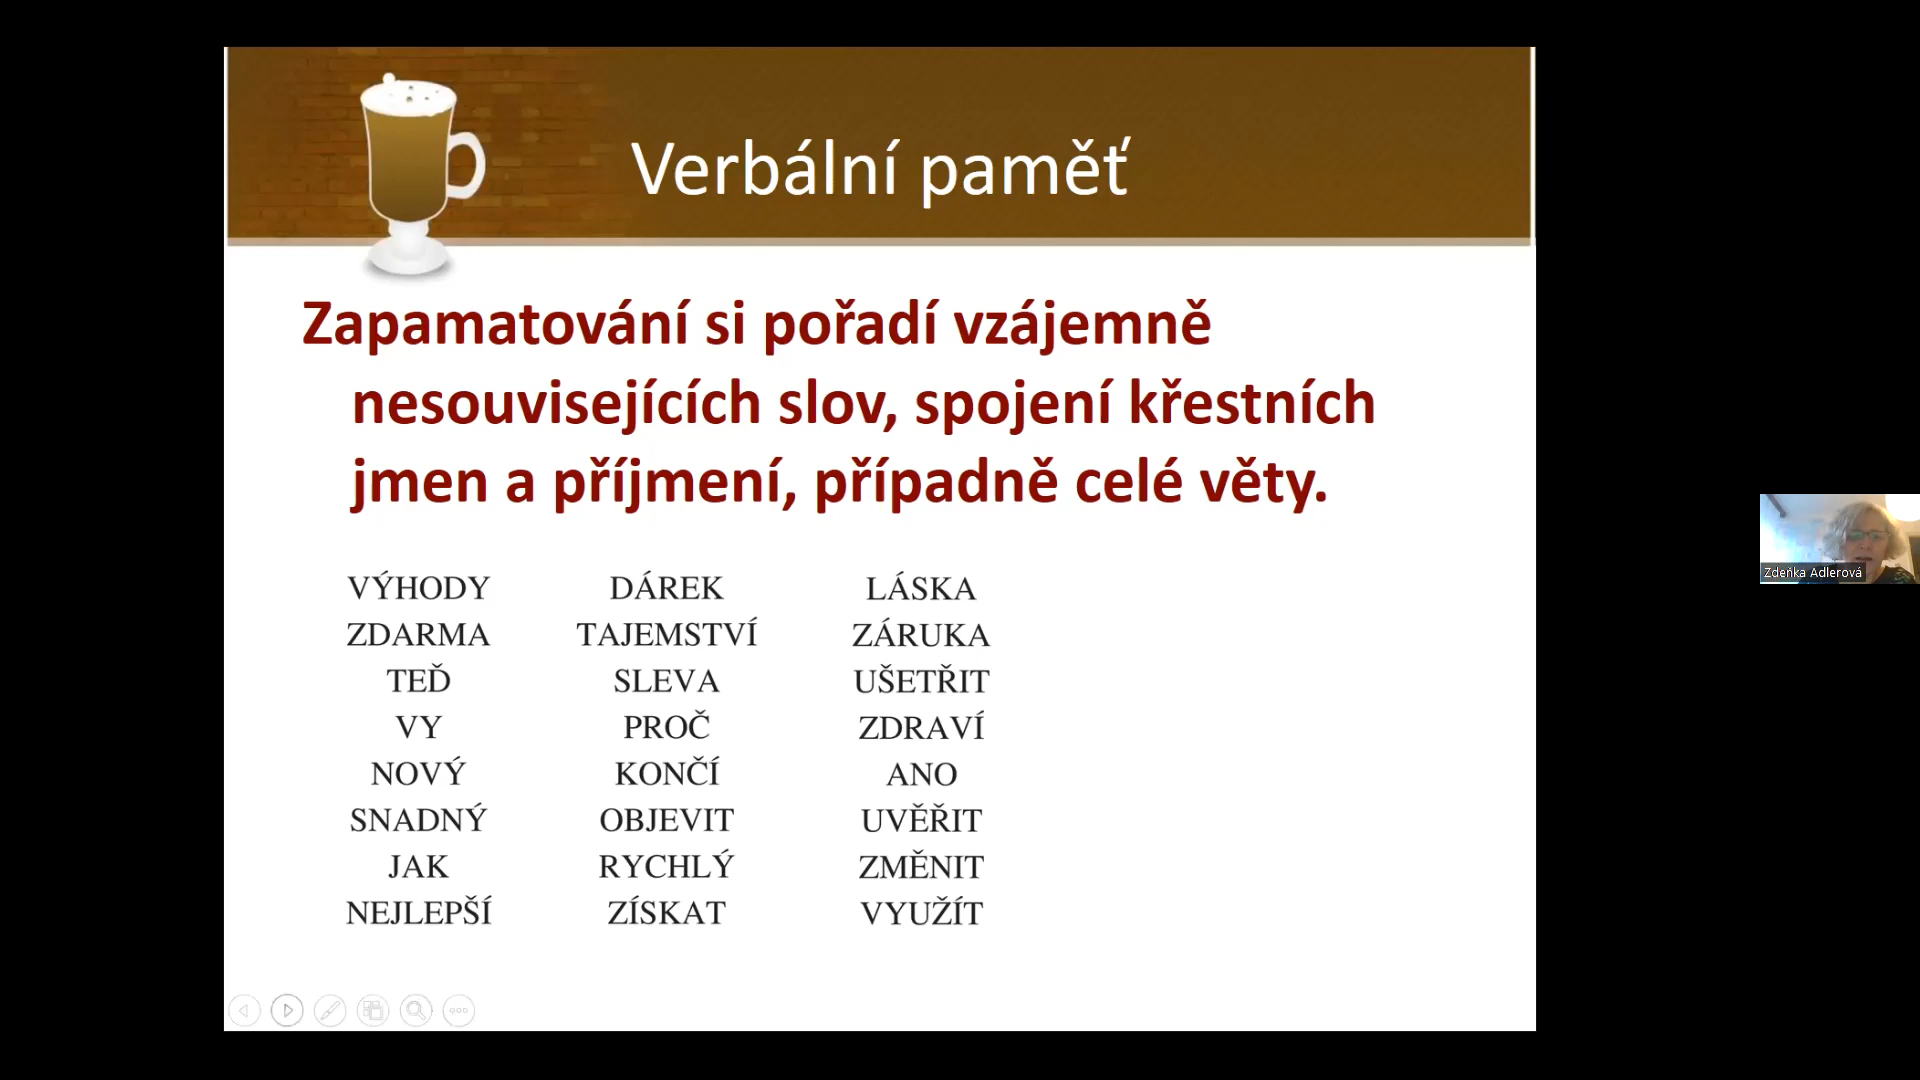 Verbální paměť
Zapamatování si pořadí vzájemně
nesouvisejících slov, spojení křestních
jmen a příjmení, případně celé věty.
VÝHODY DÁREK LÁSKA
ZDARMA TAJEMSTVÍ ZÁRUKA
TEĎ SLEVA UŠETŘIT
VY PROČ ZDRAVÍ
NOVÝ KONČÍ ANO
SNADNÝ OBJEVIT UVĚŘIT
JAK RYCHLÝ ZMĚNIT
NEJLEPŠÍ ZÍSKAT VYUŽÍT
Zdeňka Adlerová